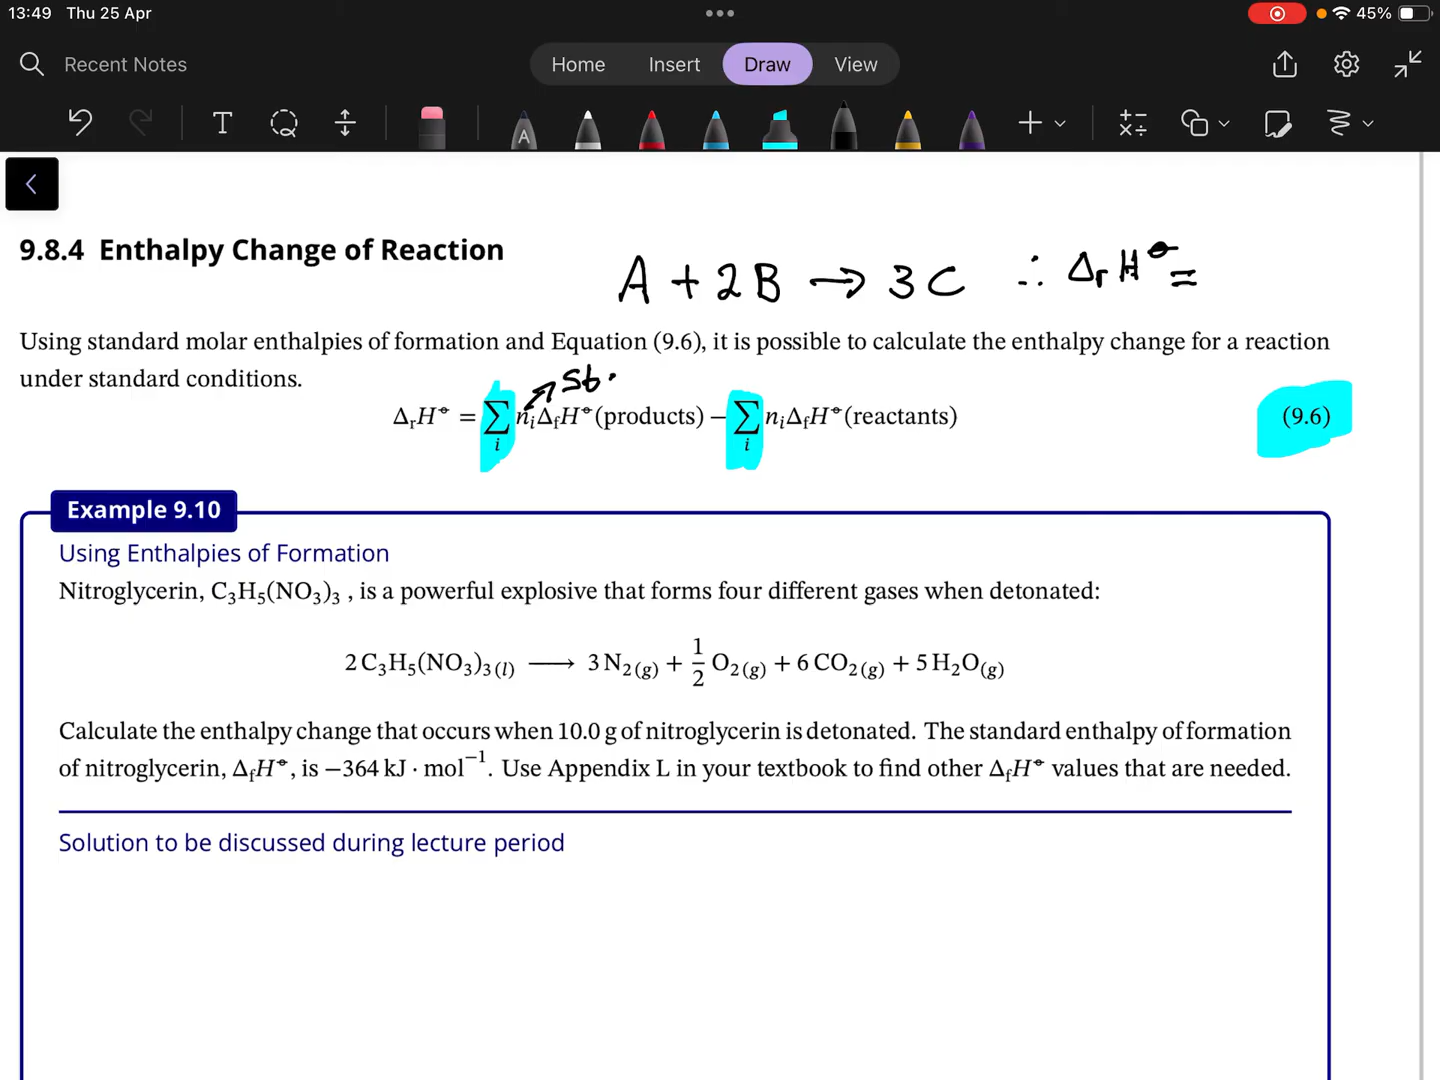 13:49 Thu 25 Apr
45%
Recent Notes
Home Insert Draw View
T
A
9.8.4 Enthalpy Change of Reaction
A + 2B → 3C ∴ ΔrH⦵ =
Using standard molar enthalpies of formation and Equation (9.6), it is possible to calculate the enthalpy change for a reaction
under standard conditions.
St.
ΔrH⦵ = ∑i niΔfH⦵(products) − ∑i niΔfH⦵(reactants) (9.6)
Example 9.10
Using Enthalpies of Formation
Nitroglycerin, C₃H₅(NO₃)₃ , is a powerful explosive that forms four different gases when detonated:
2 C₃H₅(NO₃)₃(l) ⟶ 3 N₂(g) + 1/2 O₂(g) + 6 CO₂(g) + 5 H₂O(g)
Calculate the enthalpy change that occurs when 10.0 g of nitroglycerin is detonated. The standard enthalpy of formation
of nitroglycerin, ΔfH⦵, is −364 kJ · mol⁻¹. Use Appendix L in your textbook to find other ΔfH⦵ values that are needed.
Solution to be discussed during lecture period